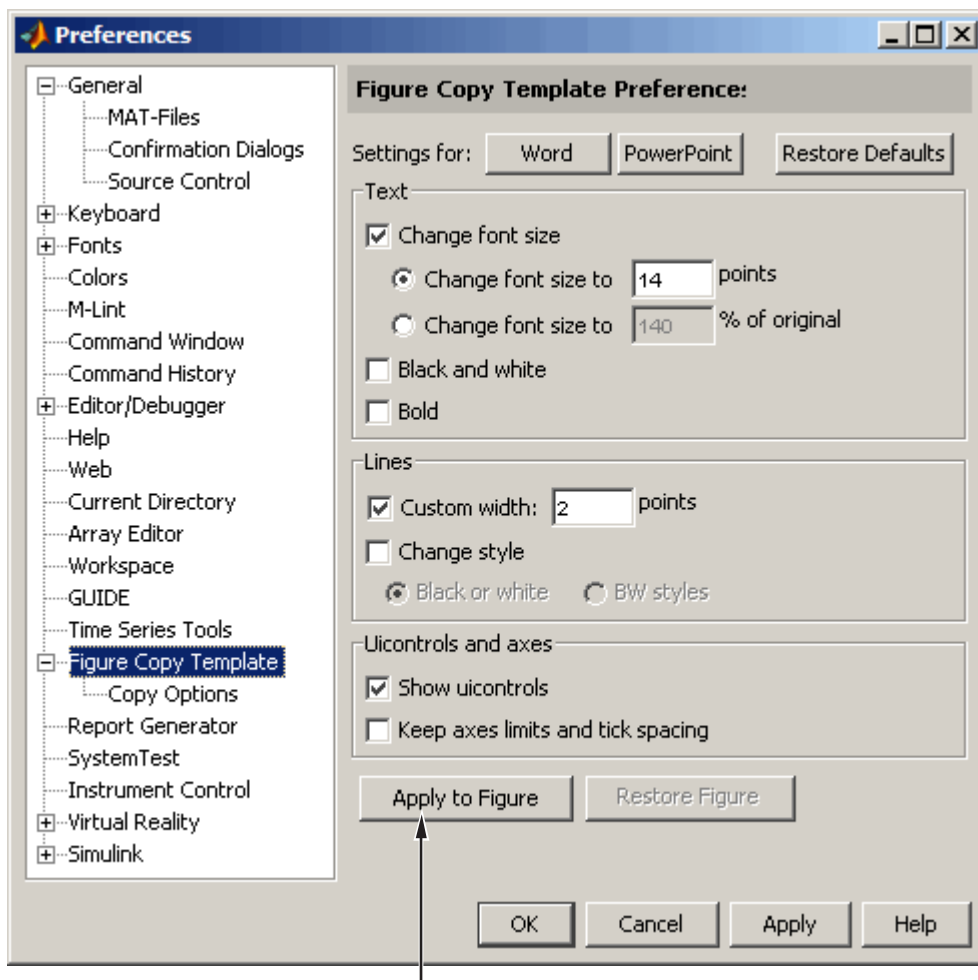 Preferences
General
MAT-Files
Confirmation Dialogs
Source Control
Keyboard
Fonts
Colors
M-Lint
Command Window
Command History
Editor/Debugger
Help
Web
Current Directory
Array Editor
Workspace
GUIDE
Time Series Tools
Figure Copy Template
Copy Options
Report Generator
SystemTest
Instrument Control
Virtual Reality
Simulink
Figure Copy Template Preference:
Settings for: Word PowerPoint Restore Defaults
Text
Change font size
Change font size to 14 points
Change font size to 140 % of original
Black and white
Bold
Lines
Custom width: 2 points
Change style
Black or white BW styles
Uicontrols and axes
Show uicontrols
Keep axes limits and tick spacing
Apply to Figure Restore Figure
OK Cancel Apply Help